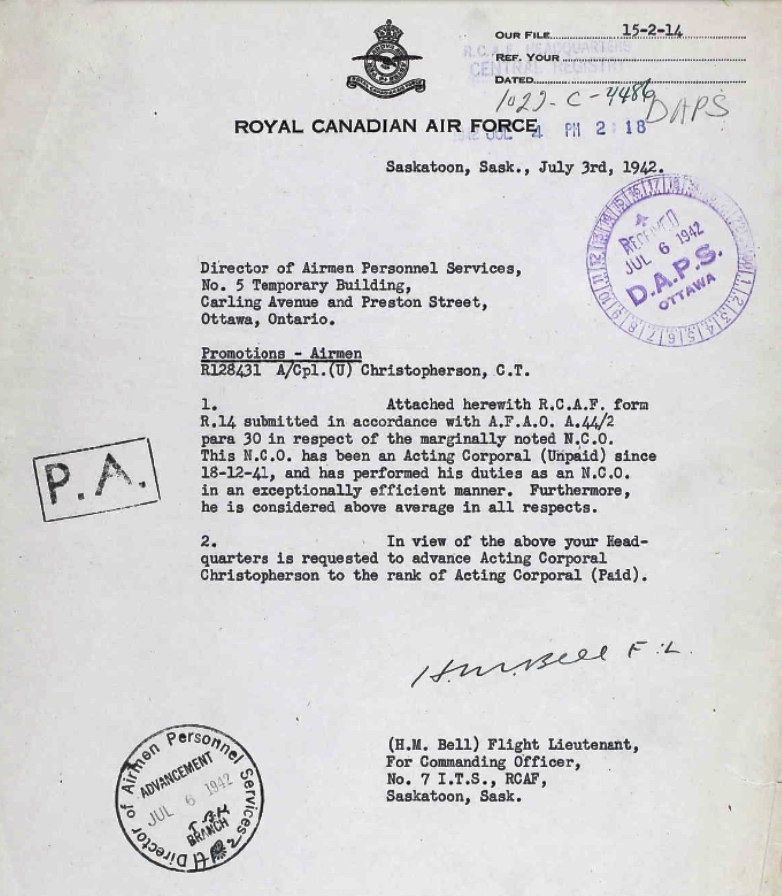 OUR FILE 15-2-14
R.C.A.F. HEADQUARTERS
REF. YOUR
CENTRAL REGISTRY
DATED
1022-C-4486
DAPS
ROYAL CANADIAN AIR FORCE
JUL 4 PM 2 18
Saskatoon, Sask., July 3rd, 1942.
RECEIVED
JUL 6 1942
D.A.P.S.
OTTAWA
Director of Airmen Personnel Services,
No. 5 Temporary Building,
Carling Avenue and Preston Street,
Ottawa, Ontario.
Promotions - Airmen
R128431 A/Cpl.(U) Christopherson, C.T.
1. Attached herewith R.C.A.F. form
R.14 submitted in accordance with A.F.A.O. A.44/2
para 30 in respect of the marginally noted N.C.O.
This N.C.O. has been an Acting Corporal (Unpaid) since
18-12-41, and has performed his duties as an N.C.O.
in an exceptionally efficient manner. Furthermore,
he is considered above average in all respects.
P.A.
2. In view of the above your Head-
quarters is requested to advance Acting Corporal
Christopherson to the rank of Acting Corporal (Paid).
H.M. Bell F.L.
(H.M. Bell) Flight Lieutenant,
For Commanding Officer,
No. 7 I.T.S., RCAF,
Saskatoon, Sask.
Director of Airmen Personnel Services
ADVANCEMENT
JUL 6 1942
BRANCH